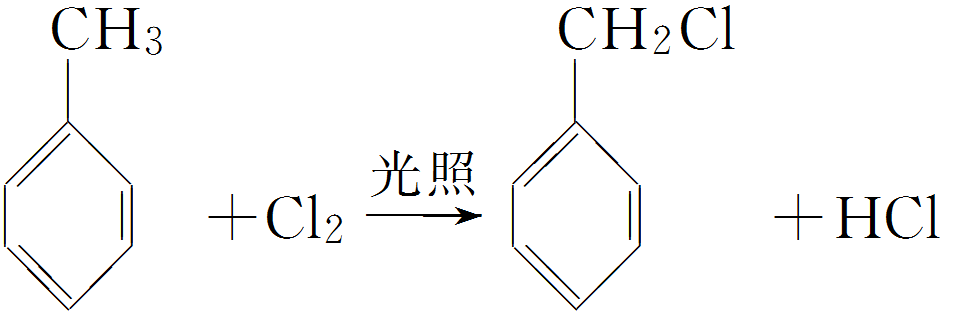 CH₃ CH₂Cl
+Cl₂ 光照 +HCl